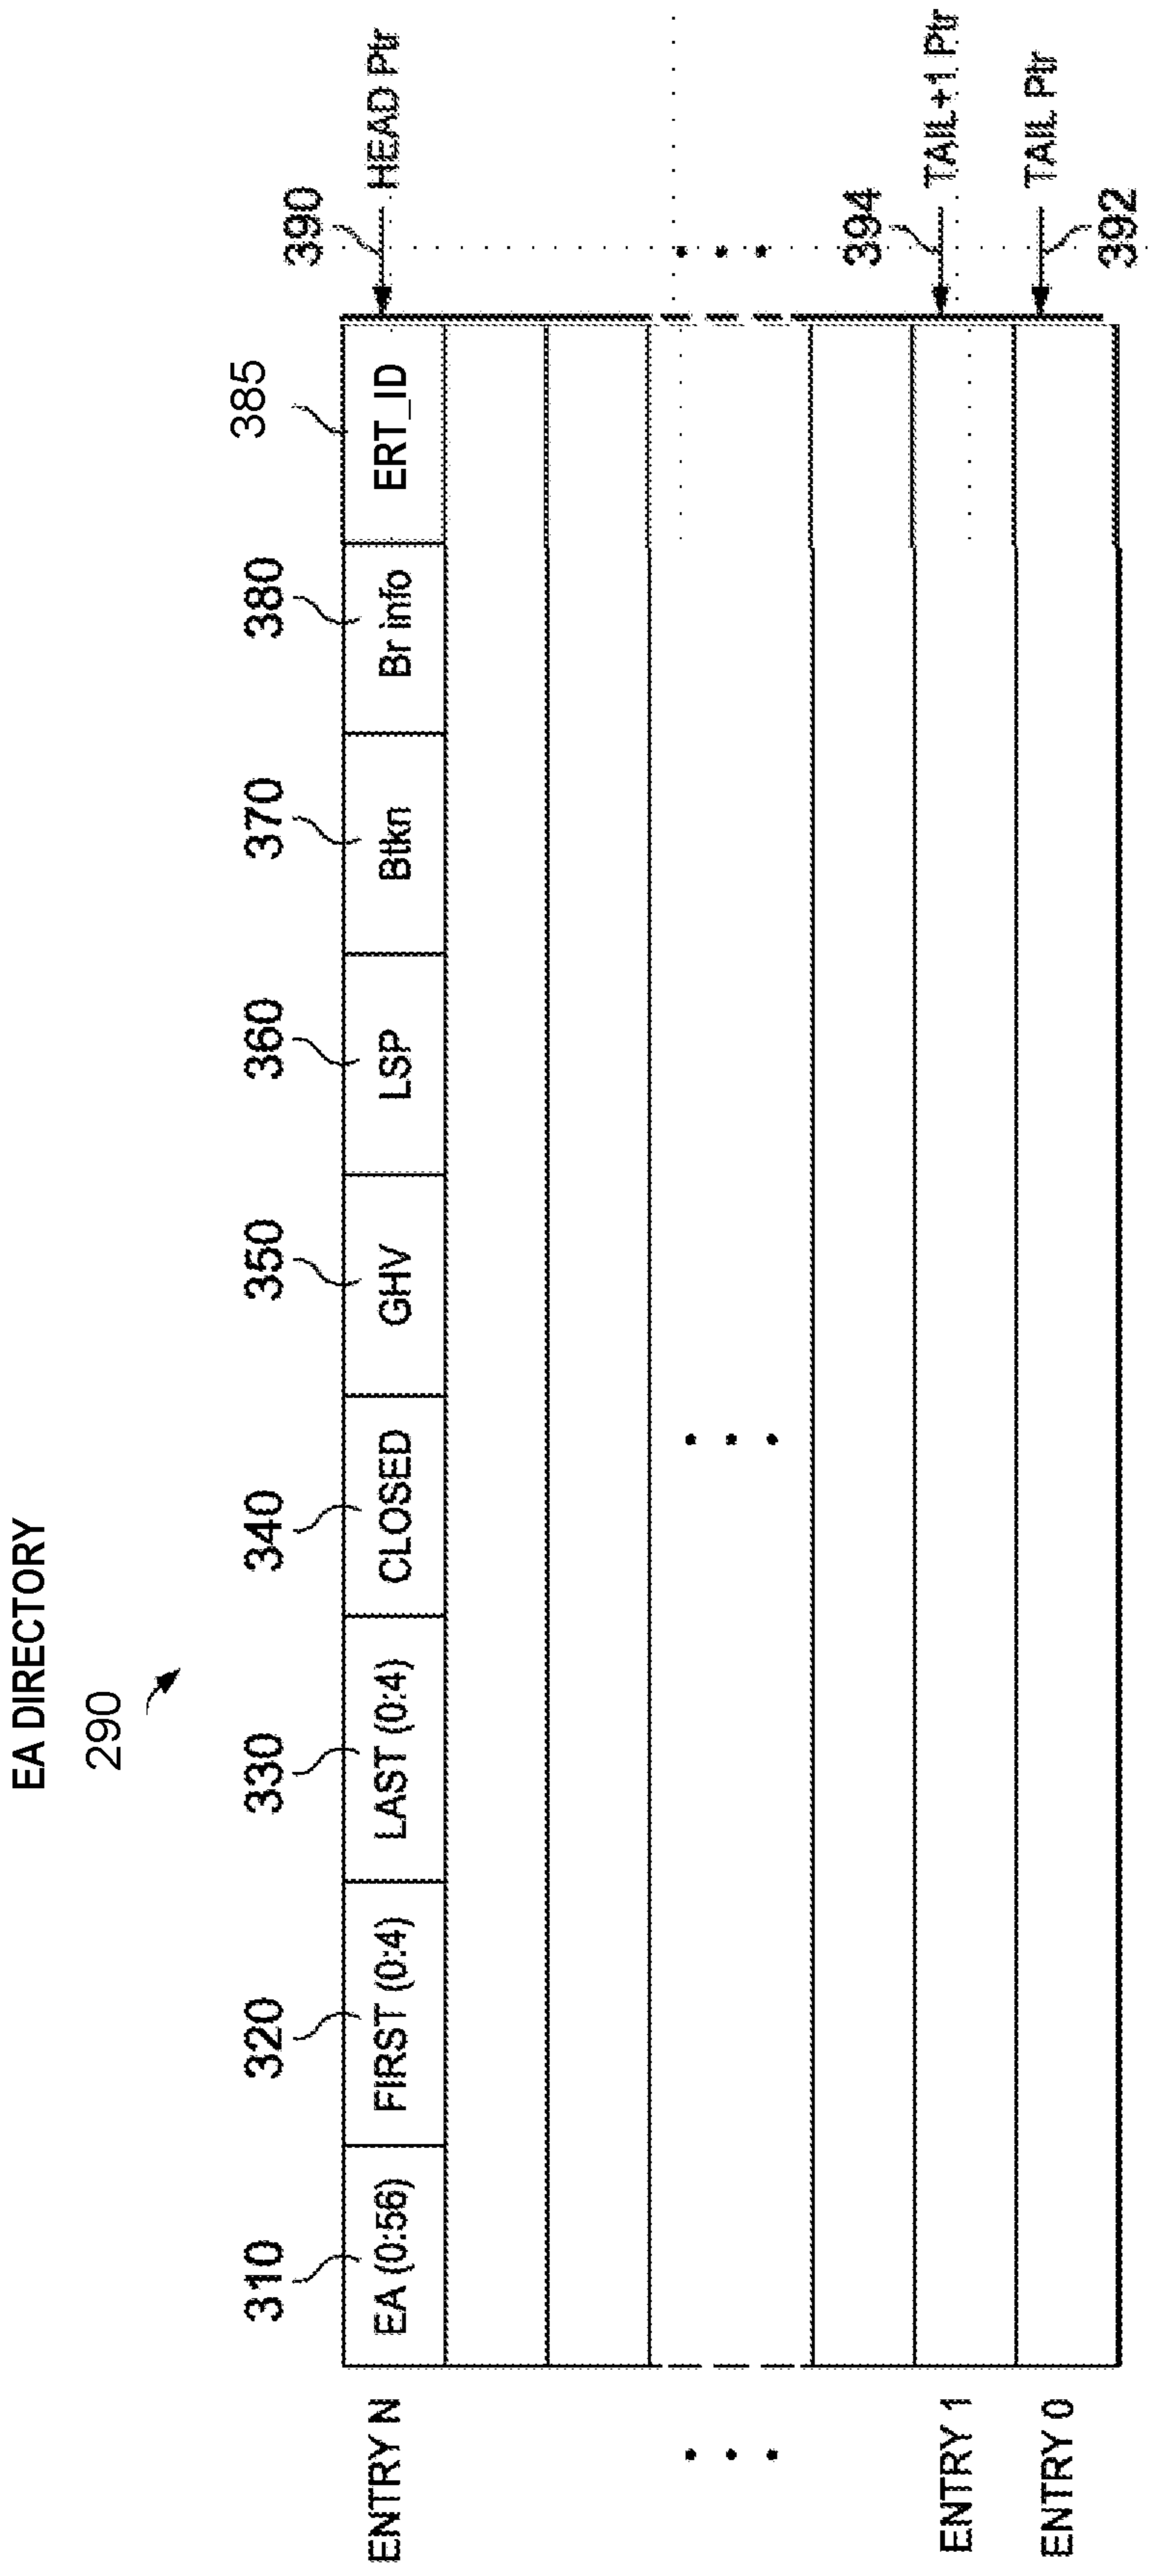 EA DIRECTORY
290
310 320 330 340 350 360 370 380 385
ENTRY N EA (0:56) FIRST (0:4) LAST (0:4) CLOSED GHV LSP Btkn Br info ERT_ID HEAD Ptr
390
394
ENTRY 1 TAIL+1 Ptr
ENTRY 0 TAIL Ptr
392